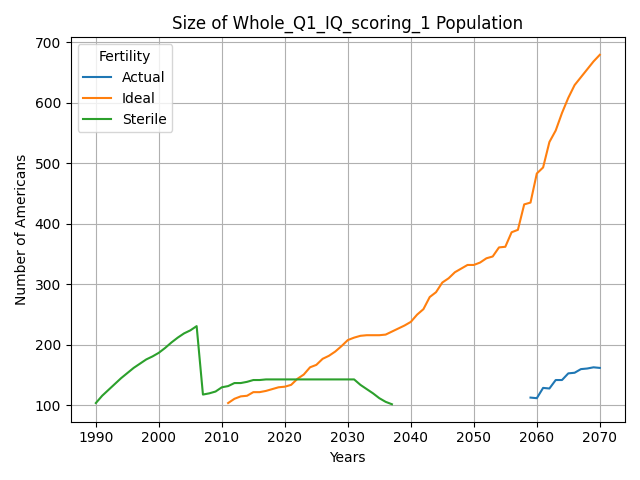 Size of Whole_Q1_IQ_scoring_1 Population
Fertility
Actual
Ideal
Sterile
Number of Americans
700
600
500
400
300
200
100
1990 2000 2010 2020 2030 2040 2050 2060 2070
Years